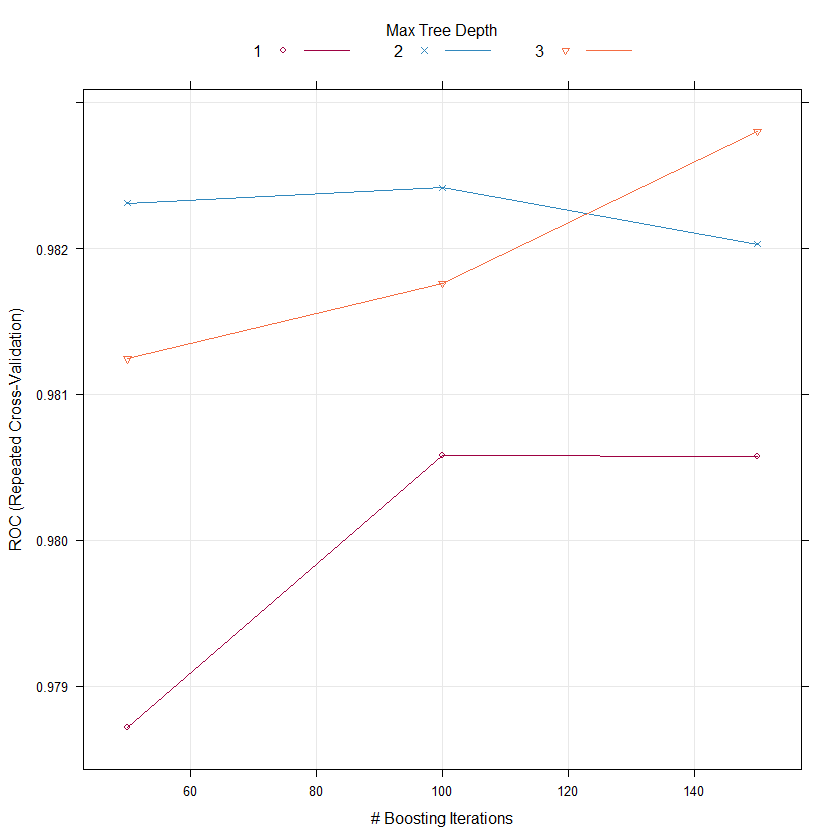 Max Tree Depth
1 2 3
0.982
0.981
0.980
0.979
ROC (Repeated Cross-Validation)
60 80 100 120 140
# Boosting Iterations